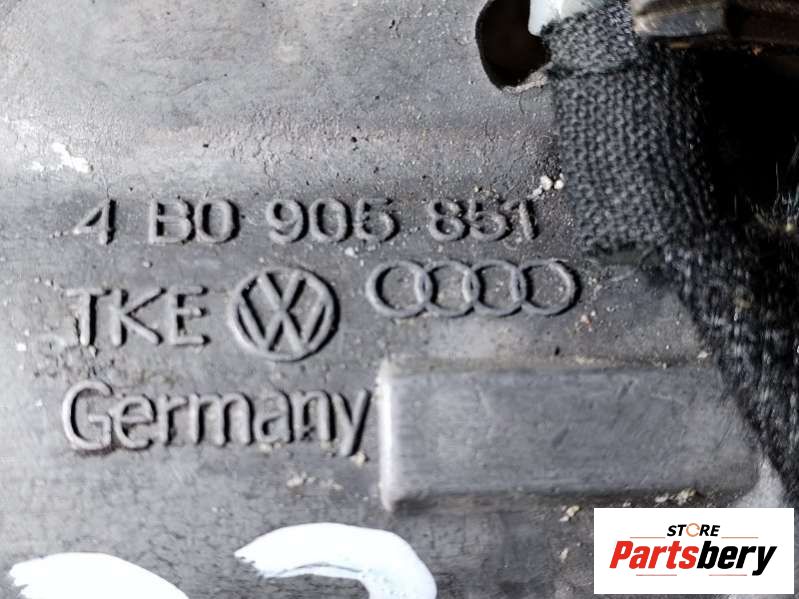 4 B0 905 851
TKE
Germany
STORE
Partsbery